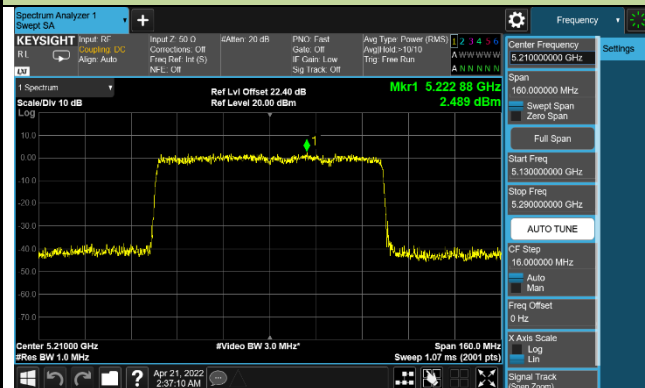 Spectrum Analyzer 1
Swept SA
+
Frequency
KEYSIGHT
RL
LXI
Input: RF
Coupling: DC
Align: Auto
Input Z: 50 Ω
Corrections: Off
Freq Ref: Int (S)
NFE: Off
#Atten: 20 dB
PNO: Fast
Gate: Off
IF Gain: Low
Sig Track: Off
Avg Type: Power (RMS)
Avg|Hold:>10/10
Trig: Free Run
1 2 3 4 5 6
A W W W W W
A N N N N N
1 Spectrum
Scale/Div 10 dB
Log
Ref Lvl Offset 22.40 dB
Ref Level 20.00 dBm
Mkr1 5.222 88 GHz
2.489 dBm
10.0
0.00
-10.0
-20.0
-30.0
-40.0
-50.0
-60.0
-70.0
1
Center 5.21000 GHz
#Res BW 1.0 MHz
#Video BW 3.0 MHz*
Span 160.0 MHz
Sweep 1.07 ms (2001 pts)
Apr 21, 2022
2:37:10 AM
?
Center Frequency
5.210000000 GHz
Settings
Span
160.000000 MHz
Swept Span
Zero Span
Full Span
Start Freq
5.130000000 GHz
Stop Freq
5.290000000 GHz
AUTO TUNE
CF Step
16.000000 MHz
Auto
Man
Freq Offset
0 Hz
X Axis Scale
Log
Lin
Signal Track
(Span Zoom)